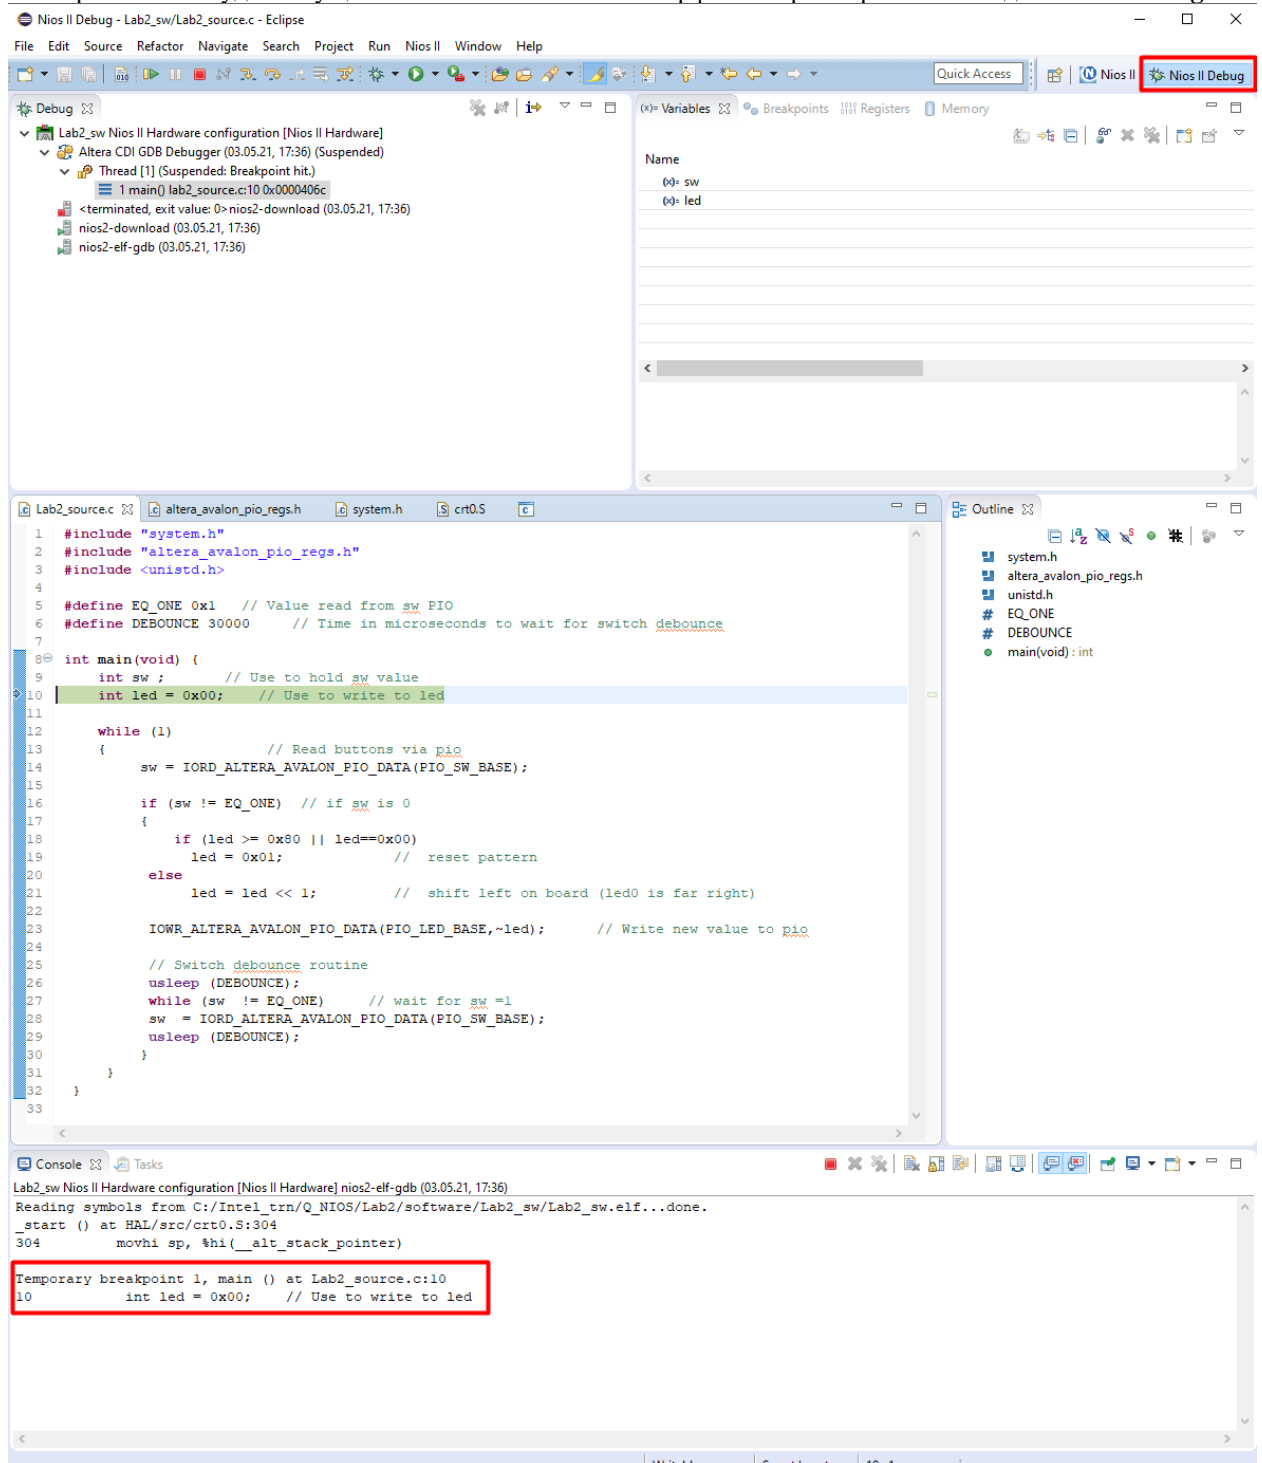 Nios II Debug - Lab2_sw/Lab2_source.c - Eclipse
File Edit Source Refactor Navigate Search Project Run Nios II Window Help
Quick Access Nios II Nios II Debug
Debug
Lab2_sw Nios II Hardware configuration [Nios II Hardware]
Altera CDI GDB Debugger (03.05.21, 17:36) (Suspended)
Thread [1] (Suspended: Breakpoint hit.)
1 main() lab2_source.c:10 0x0000406c
<terminated, exit value: 0>nios2-download (03.05.21, 17:36)
nios2-download (03.05.21, 17:36)
nios2-elf-gdb (03.05.21, 17:36)
(x)= Variables Breakpoints Registers Memory
Name
(x)= sw
(x)= led
Lab2_source.c altera_avalon_pio_regs.h system.h crt0.S
1 #include "system.h"
2 #include "altera_avalon_pio_regs.h"
3 #include <unistd.h>
4
5 #define EQ_ONE 0x1 // Value read from sw PIO
6 #define DEBOUNCE 30000 // Time in microseconds to wait for switch debounce
7
8 int main(void) {
9 int sw ; // Use to hold sw value
10 int led = 0x00; // Use to write to led
11
12 while (1)
13 { // Read buttons via pio
14 sw = IORD_ALTERA_AVALON_PIO_DATA(PIO_SW_BASE);
15
16 if (sw != EQ_ONE) // if sw is 0
17 {
18 if (led >= 0x80 || led==0x00)
19 led = 0x01; // reset pattern
20 else
21 led = led << 1; // shift left on board (led0 is far right)
22
23 IOWR_ALTERA_AVALON_PIO_DATA(PIO_LED_BASE,~led); // Write new value to pio
24
25 // Switch debounce routine
26 usleep (DEBOUNCE);
27 while (sw != EQ_ONE) // wait for sw =1
28 sw = IORD_ALTERA_AVALON_PIO_DATA(PIO_SW_BASE);
29 usleep (DEBOUNCE);
30 }
31 }
32 }
33
Outline
system.h
altera_avalon_pio_regs.h
unistd.h
# EQ_ONE
# DEBOUNCE
main(void) : int
Console Tasks
Lab2_sw Nios II Hardware configuration [Nios II Hardware] nios2-elf-gdb (03.05.21, 17:36)
Reading symbols from C:/Intel_trn/Q_NIOS/Lab2/software/Lab2_sw/Lab2_sw.elf...done.
_start () at HAL/src/crt0.S:304
304 movhi sp, %hi(__alt_stack_pointer)
Temporary breakpoint 1, main () at Lab2_source.c:10
10 int led = 0x00; // Use to write to led